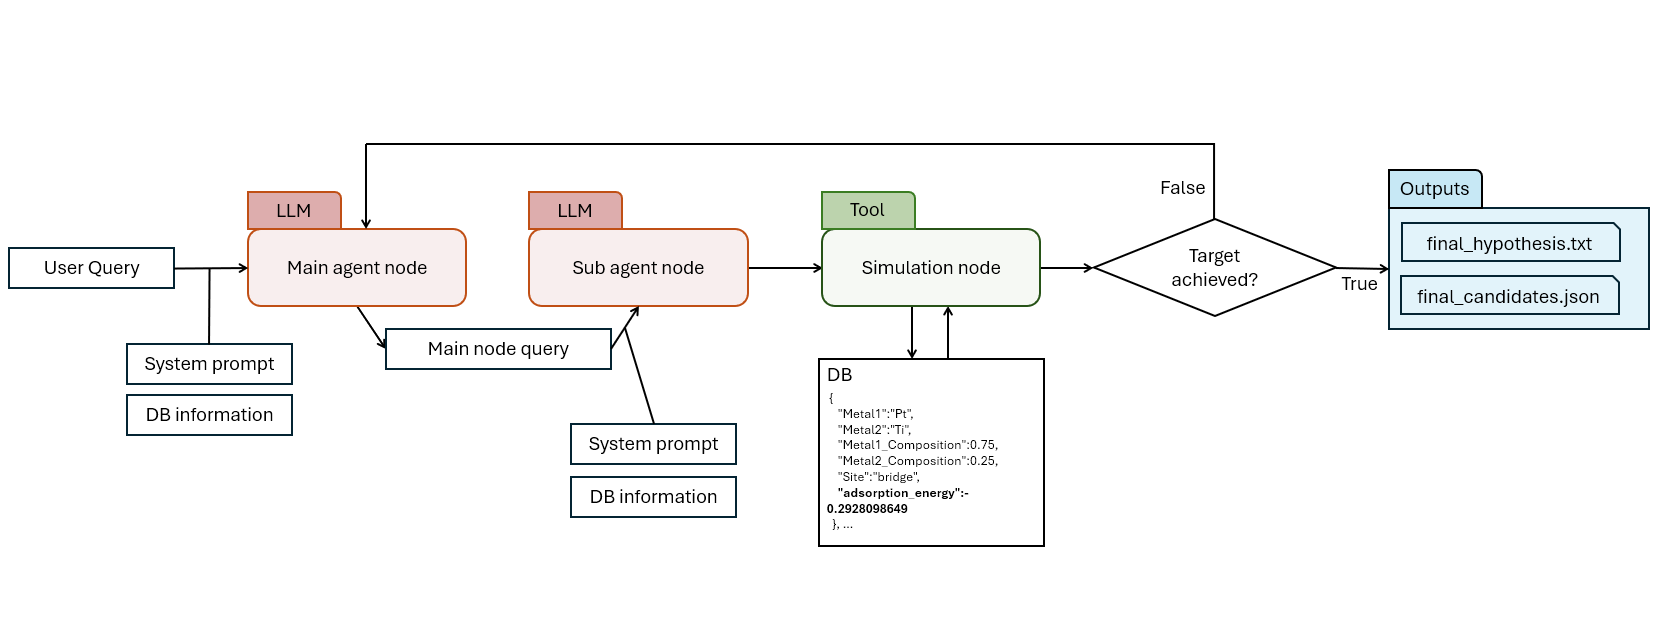 False
Outputs
LLM
LLM
Tool
User Query
Main agent node
Sub agent node
Simulation node
Target
achieved?
True
final_hypothesis.txt
final_candidates.json
Main node query
System prompt
DB information
System prompt
DB information
DB
{
"Metal1":"Pt",
"Metal2":"Ti",
"Metal1_Composition":0.75,
"Metal2_Composition":0.25,
"Site":"bridge",
"adsorption_energy":-
0.2928098649
}, ...